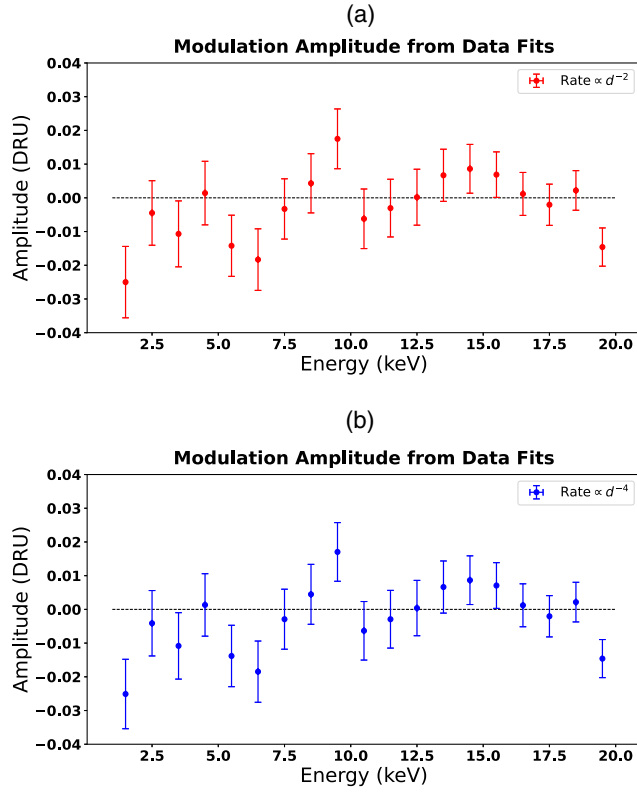 (a)
Modulation Amplitude from Data Fits
0.04
0.03
0.02
0.01
0.00
−0.01
−0.02
−0.03
−0.04
Amplitude (DRU)
Rate ∝ d⁻²
2.5 5.0 7.5 10.0 12.5 15.0 17.5 20.0
Energy (keV)
(b)
Modulation Amplitude from Data Fits
0.04
0.03
0.02
0.01
0.00
−0.01
−0.02
−0.03
−0.04
Amplitude (DRU)
Rate ∝ d⁻⁴
2.5 5.0 7.5 10.0 12.5 15.0 17.5 20.0
Energy (keV)